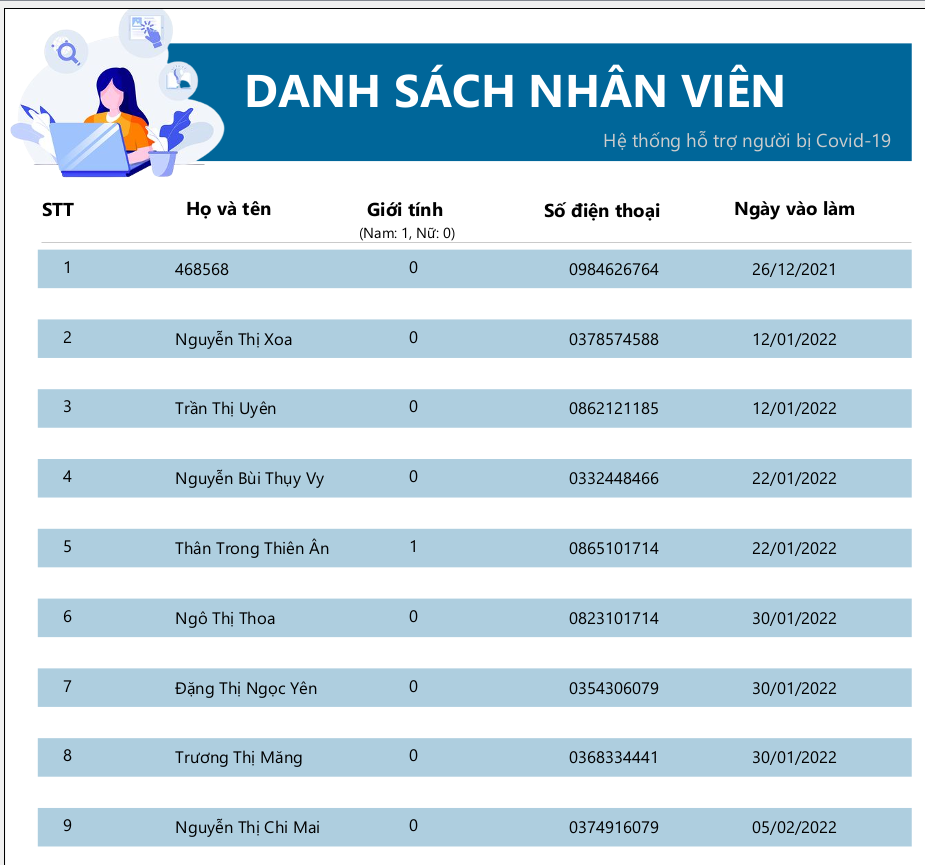 DANH SÁCH NHÂN VIÊN
Hệ thống hỗ trợ người bị Covid-19
STT Họ và tên Giới tính Số điện thoại Ngày vào làm
(Nam: 1, Nữ: 0)
1 468568 0 0984626764 26/12/2021
2 Nguyễn Thị Xoa 0 0378574588 12/01/2022
3 Trần Thị Uyên 0 0862121185 12/01/2022
4 Nguyễn Bùi Thụy Vy 0 0332448466 22/01/2022
5 Thân Trong Thiên Ân 1 0865101714 22/01/2022
6 Ngô Thị Thoa 0 0823101714 30/01/2022
7 Đặng Thị Ngọc Yên 0 0354306079 30/01/2022
8 Trương Thị Măng 0 0368334441 30/01/2022
9 Nguyễn Thị Chi Mai 0 0374916079 05/02/2022